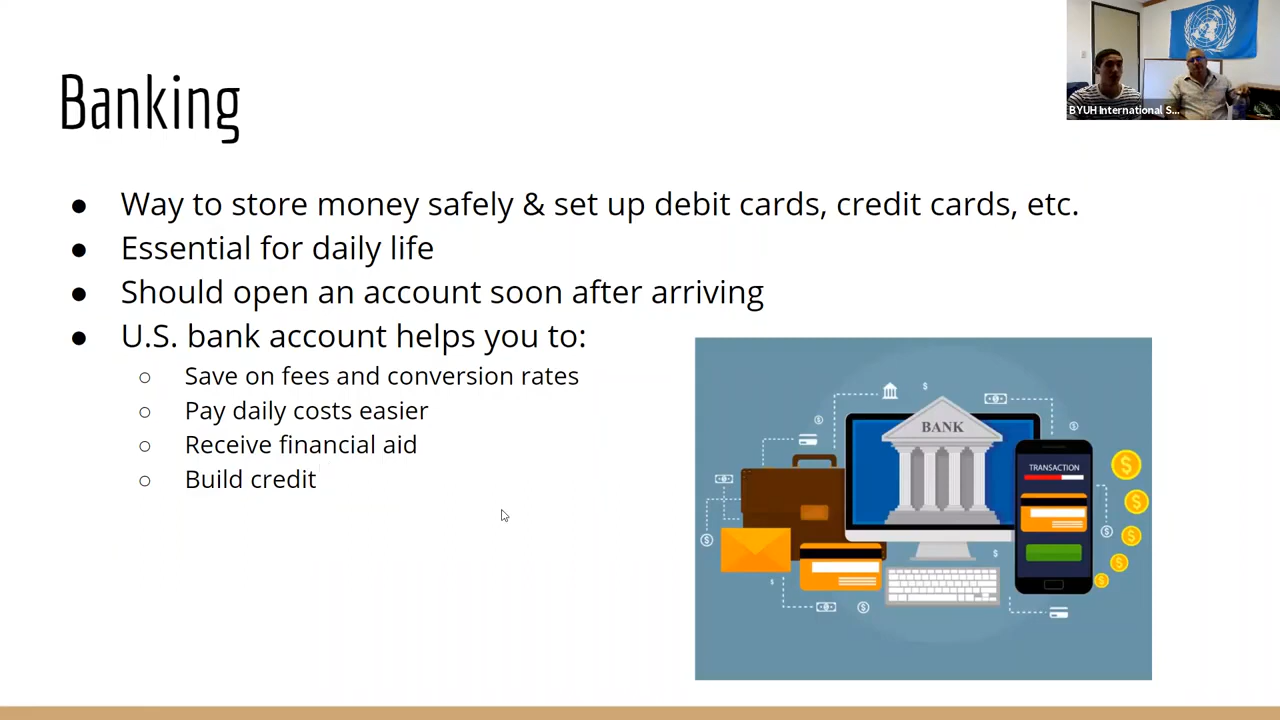 BYUH International S...
Banking
● Way to store money safely & set up debit cards, credit cards, etc.
● Essential for daily life
● Should open an account soon after arriving
● U.S. bank account helps you to:
○ Save on fees and conversion rates
○ Pay daily costs easier
○ Receive financial aid
○ Build credit
BANK
TRANSACTION